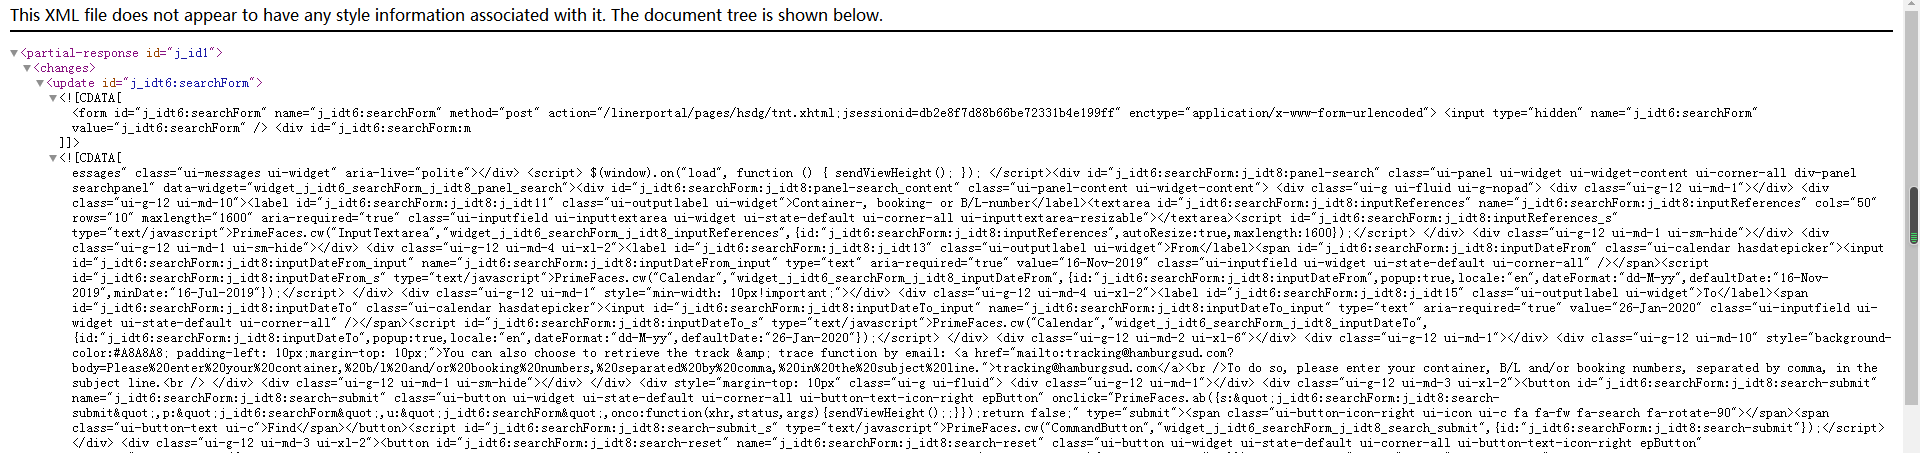 This XML file does not appear to have any style information associated with it. The document tree is shown below.
▼<partial-response id="j_id1">
▼<changes>
▼<update id="j_idt6:searchForm">
▼<![CDATA[
<form id="j_idt6:searchForm" name="j_idt6:searchForm" method="post" action="/linerportal/pages/hsdg/tnt.xhtml;jsessionid=db2e8f7d88b66be72331b4e199ff" enctype="application/x-www-form-urlencoded"> <input type="hidden" name="j_idt6:searchForm"
value="j_idt6:searchForm" /> <div id="j_idt6:searchForm:m
]]>
▼<![CDATA[
essages" class="ui-messages ui-widget" aria-live="polite"></div> <script> $(window).on("load", function () { sendViewHeight(); }); </script><div id="j_idt6:searchForm:j_idt8:panel-search" class="ui-panel ui-widget ui-widget-content ui-corner-all div-panel
searchpanel" data-widget="widget_j_idt6_searchForm_j_idt8_panel_search"><div id="j_idt6:searchForm:j_idt8:panel-search_content" class="ui-panel-content ui-widget-content"> <div class="ui-g ui-fluid ui-g-nopad"> <div class="ui-g-12 ui-md-1"></div> <div
class="ui-g-12 ui-md-10"><label id="j_idt6:searchForm:j_idt8:j_idt11" class="ui-outputlabel ui-widget">Container-, booking- or B/L-number</label><textarea id="j_idt6:searchForm:j_idt8:inputReferences" name="j_idt6:searchForm:j_idt8:inputReferences" cols="50"
rows="10" maxlength="1600" aria-required="true" class="ui-inputfield ui-inputtextarea ui-widget ui-state-default ui-corner-all ui-inputtextarea-resizable"></textarea><script id="j_idt6:searchForm:j_idt8:inputReferences_s"
type="text/javascript">PrimeFaces.cw("InputTextarea","widget_j_idt6_searchForm_j_idt8_inputReferences",{id:"j_idt6:searchForm:j_idt8:inputReferences",autoResize:true,maxlength:1600});</script> </div> <div class="ui-g-12 ui-md-1 ui-sm-hide"></div> <div
class="ui-g-12 ui-md-1 ui-sm-hide"></div> <div class="ui-g-12 ui-md-4 ui-xl-2"><label id="j_idt6:searchForm:j_idt8:j_idt13" class="ui-outputlabel ui-widget">From</label><span id="j_idt6:searchForm:j_idt8:inputDateFrom" class="ui-calendar hasdatepicker"><input
id="j_idt6:searchForm:j_idt8:inputDateFrom_input" name="j_idt6:searchForm:j_idt8:inputDateFrom_input" type="text" aria-required="true" value="16-Nov-2019" class="ui-inputfield ui-widget ui-state-default ui-corner-all" /></span><script
id="j_idt6:searchForm:j_idt8:inputDateFrom_s" type="text/javascript">PrimeFaces.cw("Calendar","widget_j_idt6_searchForm_j_idt8_inputDateFrom",{id:"j_idt6:searchForm:j_idt8:inputDateFrom",popup:true,locale:"en",dateFormat:"dd-M-yy",defaultDate:"16-Nov-
2019",minDate:"16-Jul-2019"});</script> </div> <div class="ui-g-12 ui-md-1" style="min-width: 10px!important;"></div> <div class="ui-g-12 ui-md-4 ui-xl-2"><label id="j_idt6:searchForm:j_idt8:j_idt15" class="ui-outputlabel ui-widget">To</label><span
id="j_idt6:searchForm:j_idt8:inputDateTo" class="ui-calendar hasdatepicker"><input id="j_idt6:searchForm:j_idt8:inputDateTo_input" name="j_idt6:searchForm:j_idt8:inputDateTo_input" type="text" aria-required="true" value="26-Jan-2020" class="ui-inputfield ui-
widget ui-state-default ui-corner-all" /></span><script id="j_idt6:searchForm:j_idt8:inputDateTo_s" type="text/javascript">PrimeFaces.cw("Calendar","widget_j_idt6_searchForm_j_idt8_inputDateTo",
{id:"j_idt6:searchForm:j_idt8:inputDateTo",popup:true,locale:"en",dateFormat:"dd-M-yy",defaultDate:"26-Jan-2020"});</script> </div> <div class="ui-g-12 ui-md-2 ui-xl-6"></div> <div class="ui-g-12 ui-md-1"></div> <div class="ui-g-12 ui-md-10" style="background-
color:#A8A8A8; padding-left: 10px;margin-top: 10px;">You can also choose to retrieve the track &amp; trace function by email: <a href="mailto:tracking@hamburgsud.com?
body=Please%20enter%20your%20container,%20b/l%20and/or%20booking%20numbers,%20separated%20by%20comma,%20in%20the%20subject%20line.">tracking@hamburgsud.com</a><br />To do so, please enter your container, B/L and/or booking numbers, separated by comma, in the
subject line.<br /> </div> <div class="ui-g-12 ui-md-1 ui-sm-hide"></div> </div> <div style="margin-top: 10px" class="ui-g ui-fluid"> <div class="ui-g-12 ui-md-1"></div> <div class="ui-g-12 ui-md-3 ui-xl-2"><button id="j_idt6:searchForm:j_idt8:search-submit"
name="j_idt6:searchForm:j_idt8:search-submit" class="ui-button ui-widget ui-state-default ui-corner-all ui-button-text-icon-right epButton" onclick="PrimeFaces.ab({s:&quot;j_idt6:searchForm:j_idt8:search-
submit&quot;,p:&quot;j_idt6:searchForm&quot;,u:&quot;j_idt6:searchForm&quot;,onco:function(xhr,status,args){sendViewHeight();;}});return false;" type="submit"><span class="ui-button-icon-right ui-icon ui-c fa fa-fw fa-search fa-rotate-90"></span><span
class="ui-button-text ui-c">Find</span></button><script id="j_idt6:searchForm:j_idt8:search-submit_s" type="text/javascript">PrimeFaces.cw("CommandButton","widget_j_idt6_searchForm_j_idt8_search_submit",{id:"j_idt6:searchForm:j_idt8:search-submit"});</script>
</div> <div class="ui-g-12 ui-md-3 ui-xl-2"><button id="j_idt6:searchForm:j_idt8:search-reset" name="j_idt6:searchForm:j_idt8:search-reset" class="ui-button ui-widget ui-state-default ui-corner-all ui-button-text-icon-right epButton"